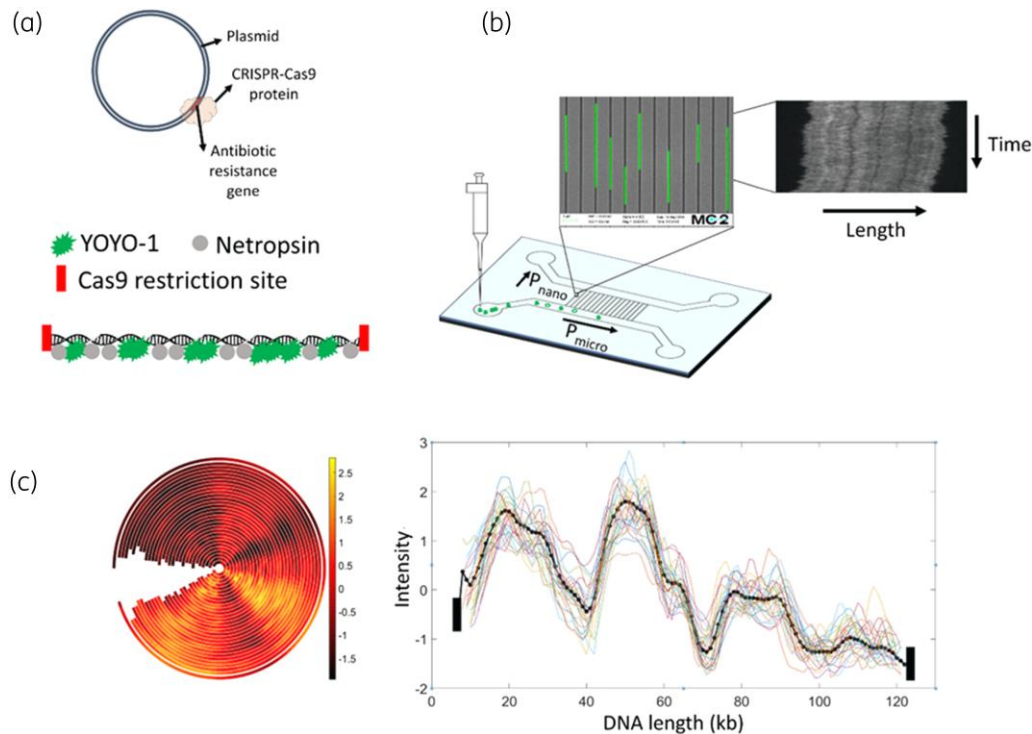 (a)
Plasmid
CRISPR-Cas9
protein
Antibiotic
resistance
gene
YOYO-1
Netropsin
Cas9 restriction site
(b)
MC2
Time
Length
P nano
P micro
(c)
2.5
2
1.5
1
0.5
0
-0.5
-1
-1.5
Intensity
3
2
1
0
-1
-2
0
20
40
60
80
100
120
DNA length (kb)